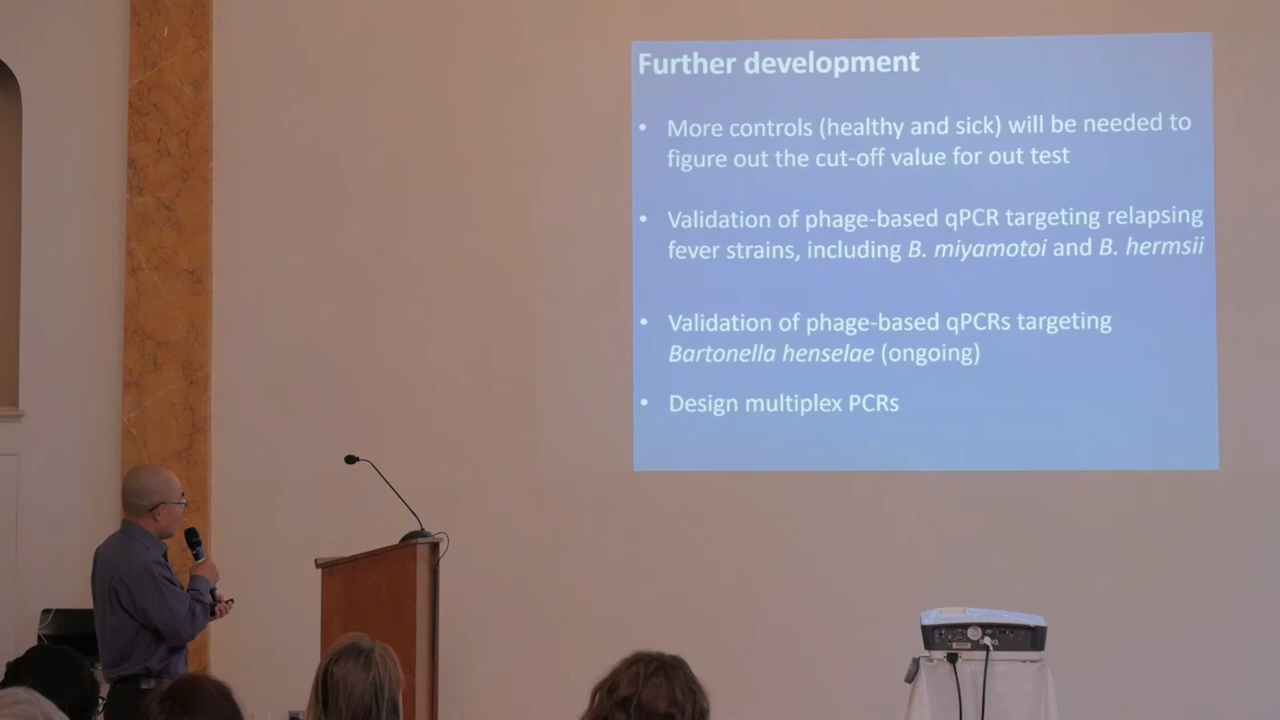 Further development
• More controls (healthy and sick) will be needed to
figure out the cut-off value for out test
• Validation of phage-based qPCR targeting relapsing
fever strains, including B. miyamotoi and B. hermsii
• Validation of phage-based qPCRs targeting
Bartonella henselae (ongoing)
• Design multiplex PCRs